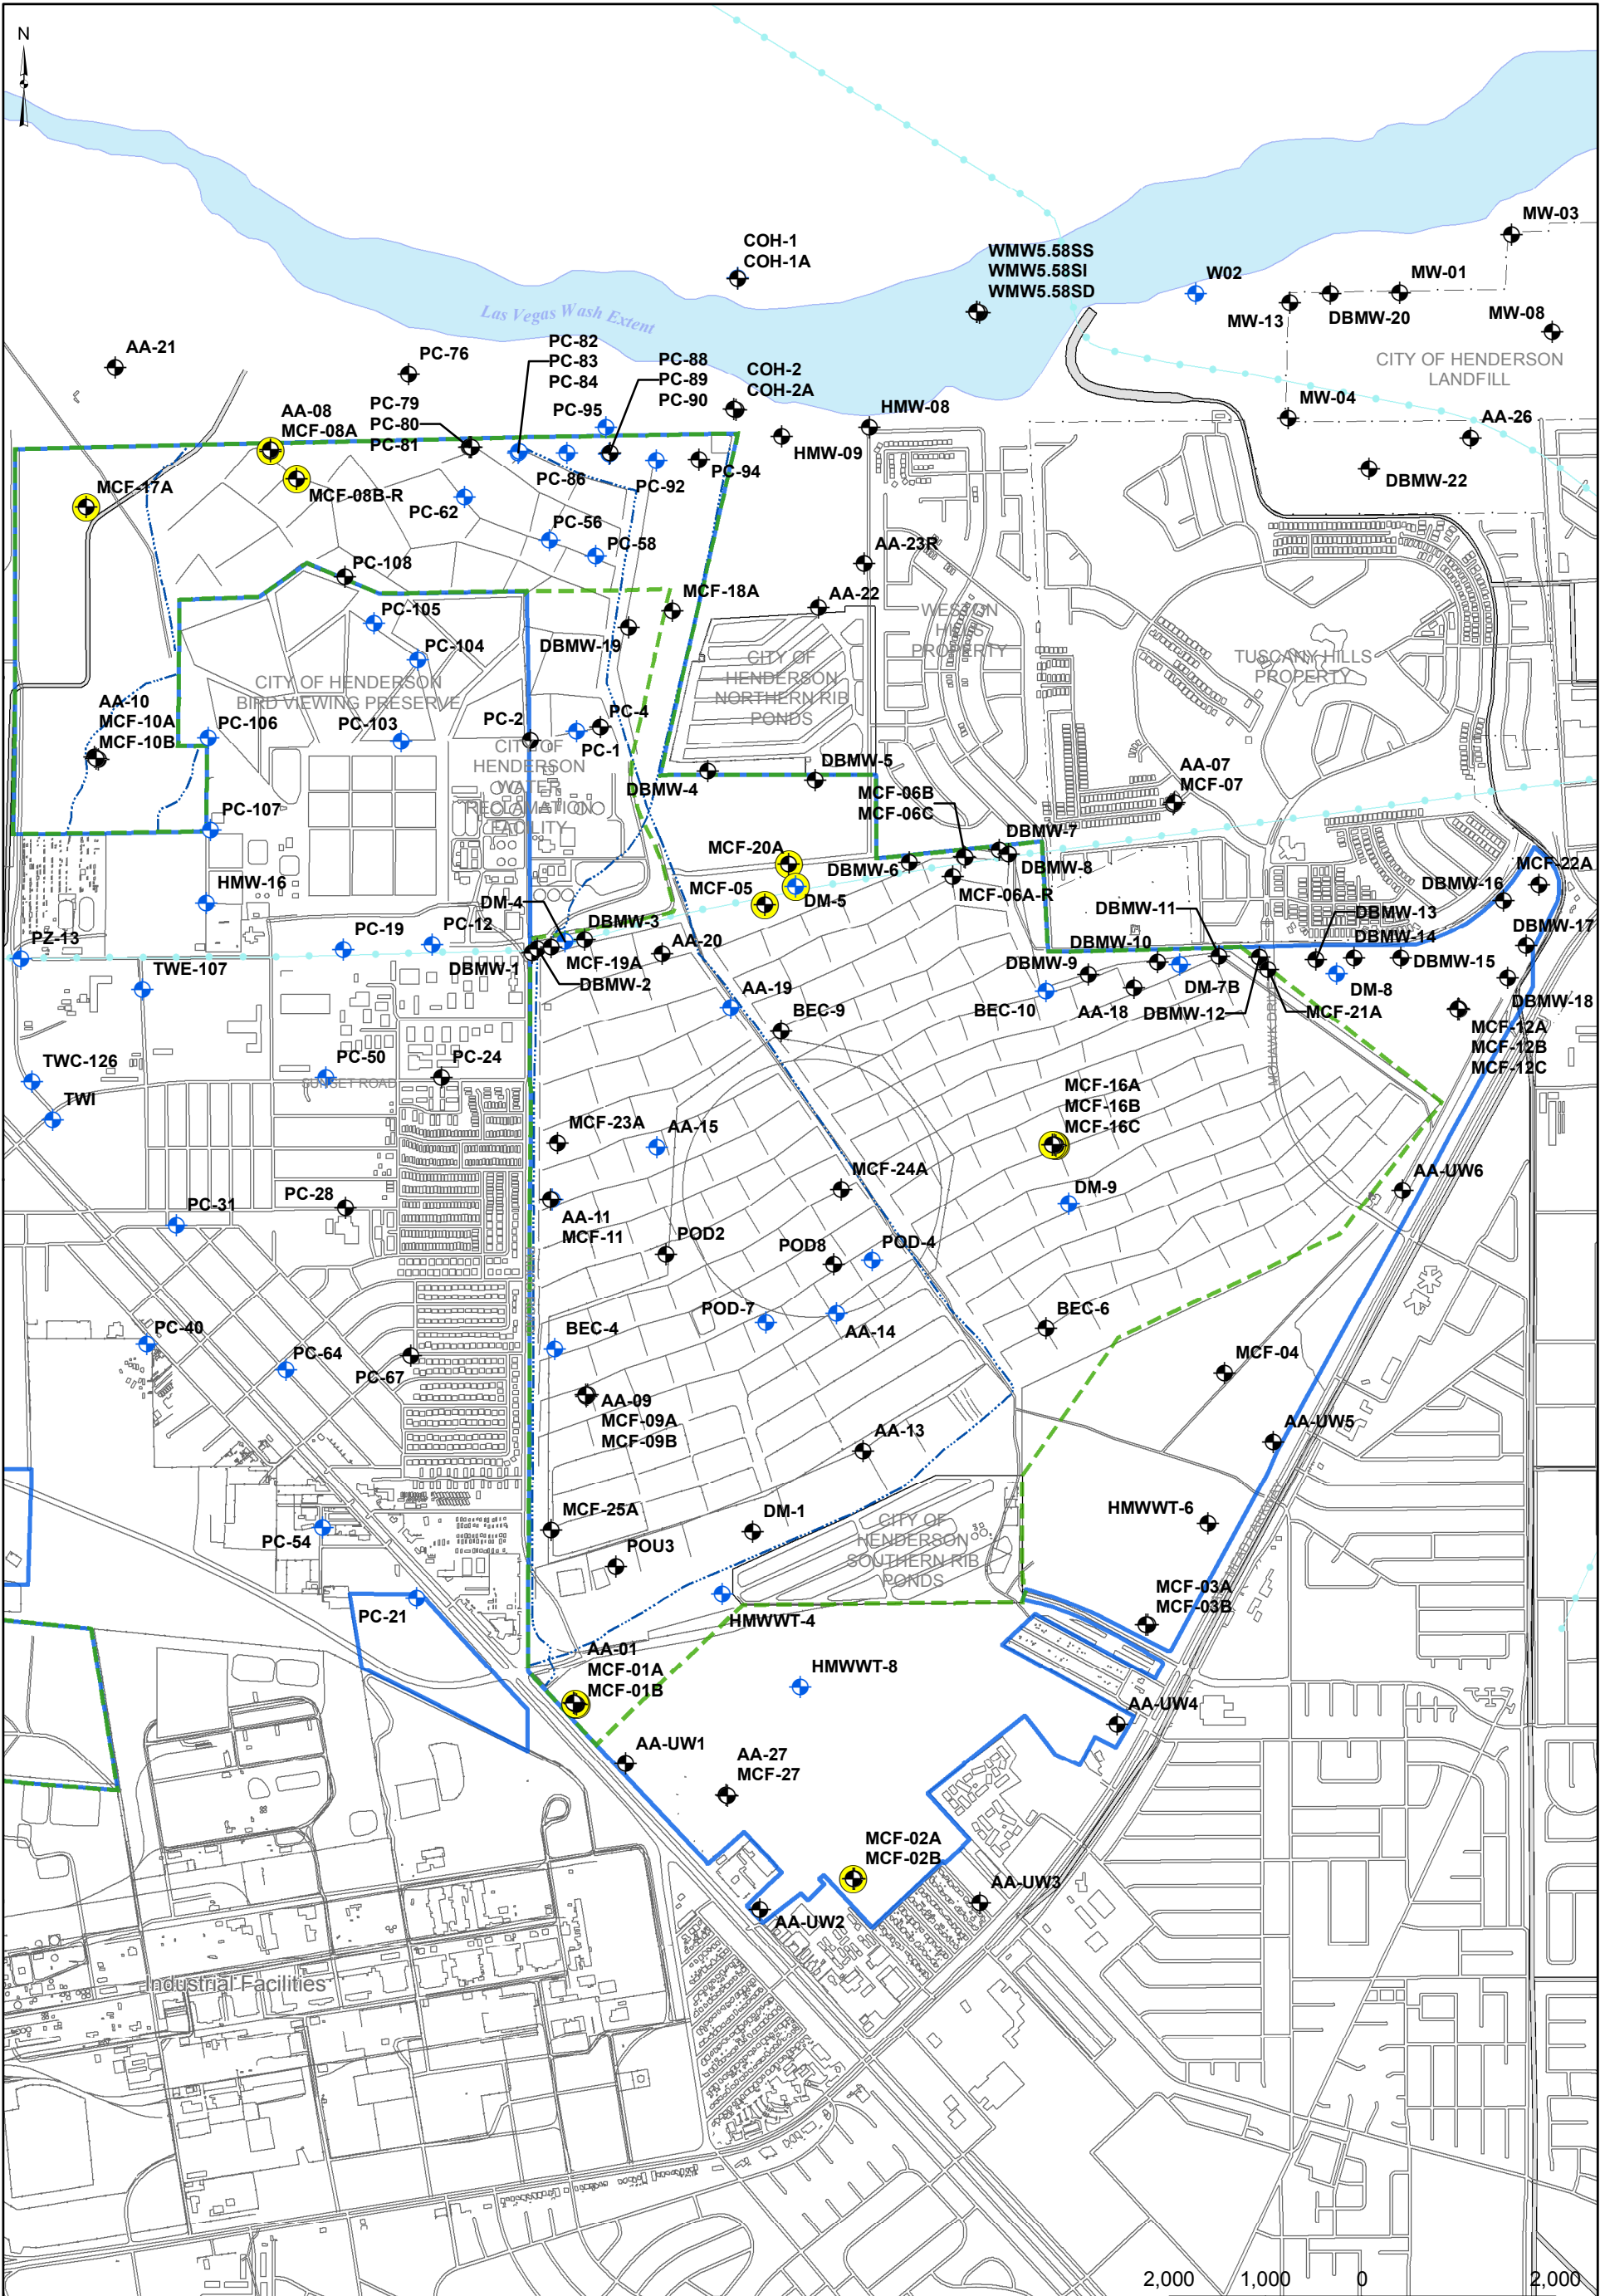 N
MW-03
COH-1
COH-1A
WMW5.58SS
WMW5.58SI
WMW5.58SD
W02
MW-01
MW-13
DBMW-20
MW-08
Las Vegas Wash Extent
CITY OF HENDERSON
LANDFILL
AA-21
PC-76
PC-82
PC-83
PC-84
PC-88
PC-89
PC-90
COH-2
COH-2A
PC-79
PC-80
PC-81
PC-95
AA-08
MCF-08A
HMW-08
HMW-09
MW-04
AA-26
DBMW-22
MCF-17A
MCF-08B-R
PC-86
PC-92
PC-94
PC-62
PC-56
PC-58
PC-108
AA-23R
MCF-18A
AA-22
PC-105
DBMW-19
PC-104
WESTON
HILLS
PROPERTY
CITY OF
HENDERSON
NORTHERN RIB
PONDS
TUSCANY HILLS
PROPERTY
CITY OF HENDERSON
BIRD VIEWING PRESERVE
AA-10
MCF-10A
MCF-10B
PC-106
PC-103
PC-2
PC-4
PC-1
CITY OF
HENDERSON
WATER
RECLAMATION
FACILITY
DBMW-4
DBMW-5
AA-07
MCF-07
MCF-06B
MCF-06C
PC-107
DBMW-7
DBMW-8
MCF-20A
DBMW-6
MCF-22A
HMW-16
MCF-05
DM-5
MCF-06A-R
DBMW-16
DM-4
DBMW-3
DBMW-11
DBMW-13
PC-19
PC-12
DBMW-10
DBMW-14
DBMW-17
PZ-13
TWE-107
DBMW-1
MCF-19A
DBMW-2
AA-20
DBMW-9
DM-7B
DBMW-15
DM-8
DBMW-18
AA-19
BEC-9
BEC-10
AA-18
DBMW-12
MCF-21A
MCF-12A
MCF-12B
MCF-12C
MOHAWK DRIVE
TWC-126
PC-50
PC-24
SUNSET ROAD
TWI
MCF-16A
MCF-16B
MCF-16C
MCF-23A
AA-15
MCF-24A
DM-9
AA-UW6
PC-31
PC-28
AA-11
MCF-11
POD2
POD8
POD-4
POD-7
AA-14
BEC-6
PC-40
BEC-4
PC-64
PC-67
MCF-04
AA-09
MCF-09A
MCF-09B
AA-13
AA-UW5
MCF-25A
DM-1
HMWWT-6
PC-54
CITY OF
HENDERSON
SOUTHERN RIB
PONDS
POU3
PC-21
HMWWT-4
MCF-03A
MCF-03B
AA-01
MCF-01A
MCF-01B
HMWWT-8
AA-UW4
AA-UW1
AA-27
MCF-27
MCF-02A
MCF-02B
AA-UW3
AA-UW2
Industrial Facilities
2,000 1,000 0 2,000